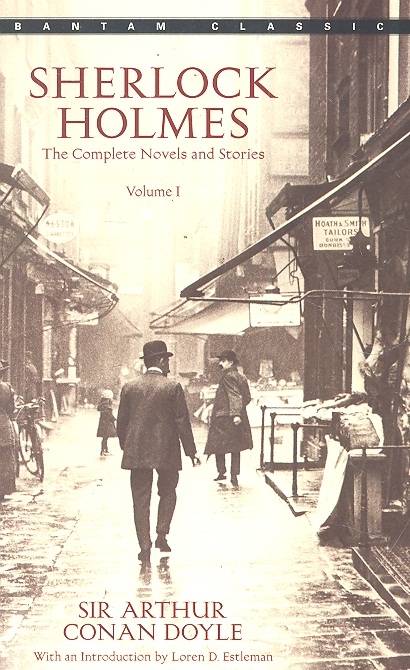 BANTAM CLASSIC
SHERLOCK
HOLMES
The Complete Novels and Stories
Volume I
HOATH & SMITH
TAILORS
SIR ARTHUR
CONAN DOYLE
With an Introduction by Loren D. Estleman